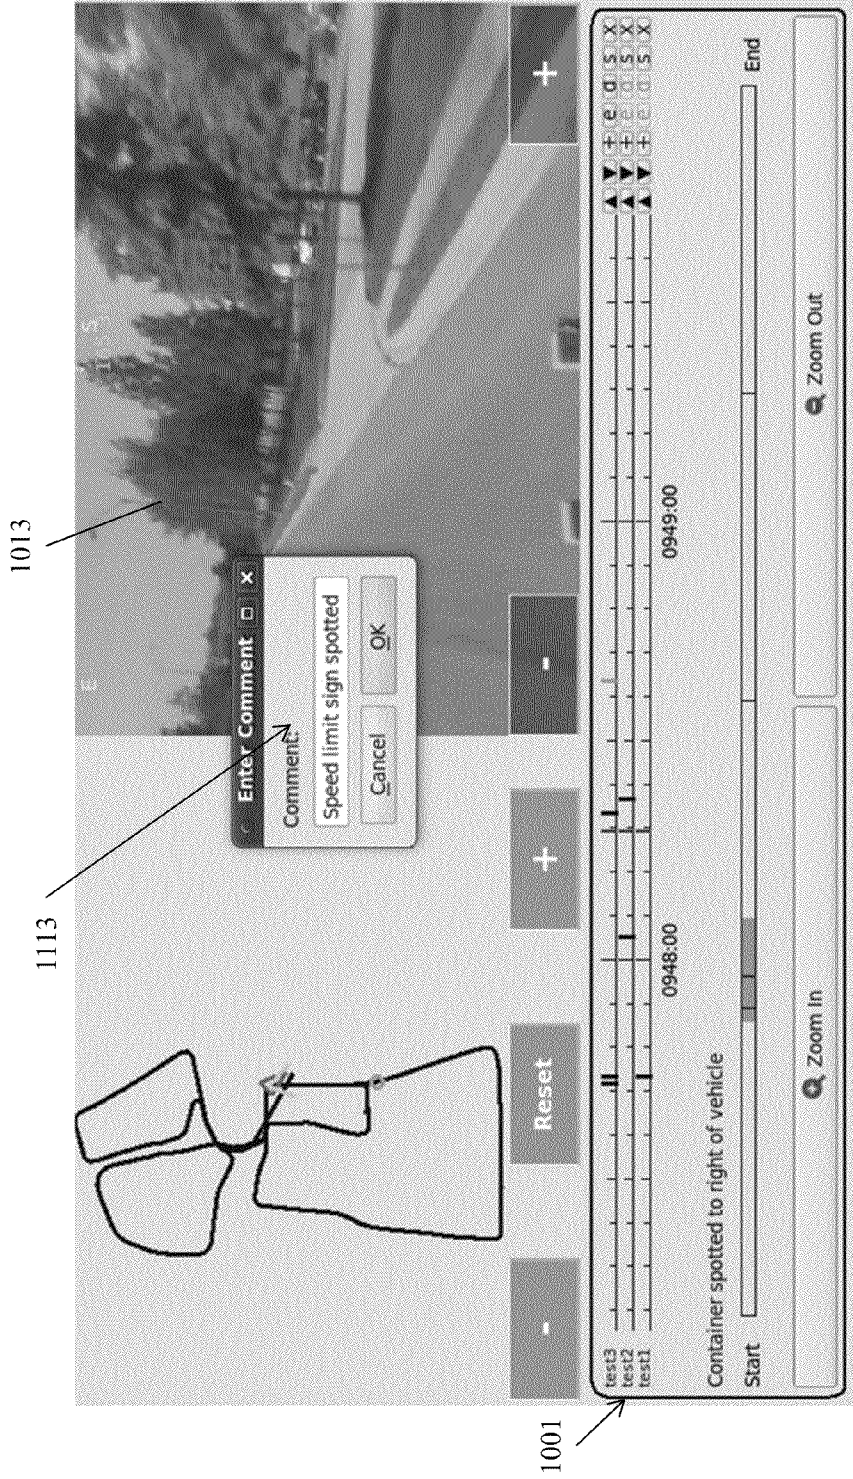 1013
1113
1001
E
S
Enter Comment
Comment:
Speed limit sign spotted
Cancel
OK
-
Reset
+
-
+
test3 + e d s x
test2 + e d s x
test1 + e d s x
0948:00
0949:00
Container spotted to right of vehicle
Start
End
Zoom In
Zoom Out